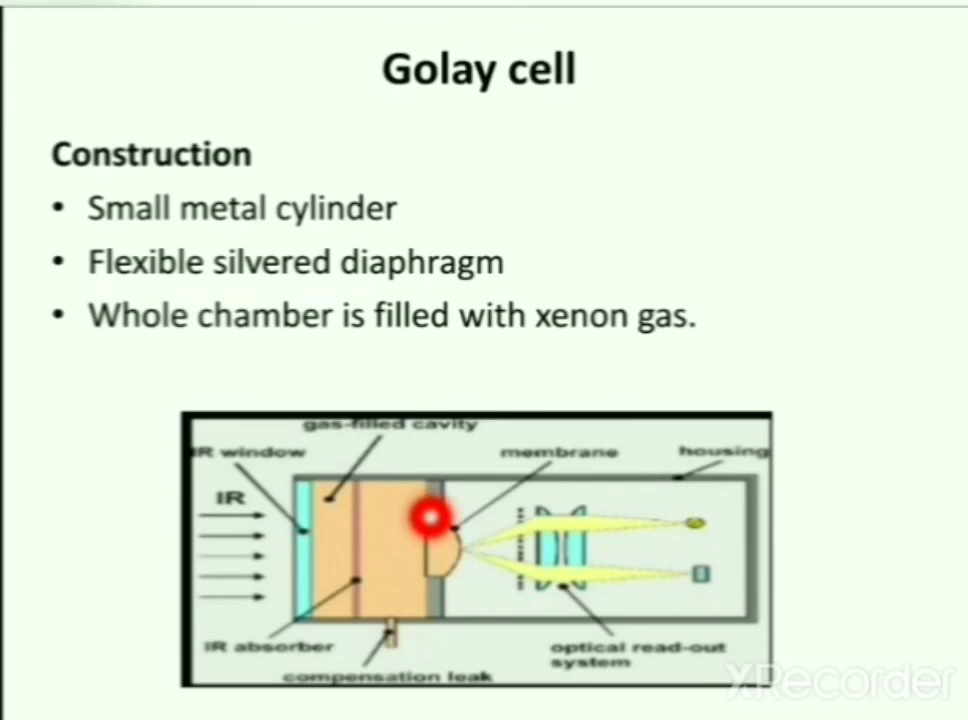 Golay cell
Construction
• Small metal cylinder
• Flexible silvered diaphragm
• Whole chamber is filled with xenon gas.
gas-filled cavity
IR window
membrane
housing
IR
IR absorber
optical read-out
system
compensation leak
XRecorder